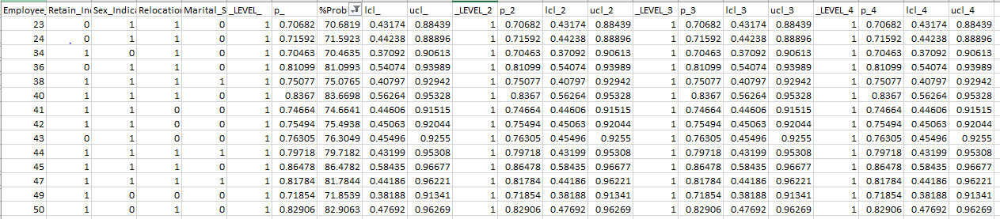 Employee_ Retain_Inc Sex_Indica Relocation Marital_S _LEVEL_ p_ %Prob lcl_ ucl_ _LEVEL_2 p_2 lcl_2 ucl_2 _LEVEL_3 p_3 lcl_3 ucl_3 _LEVEL_4 p_4 lcl_4 ucl_4
23 0 1 1 0 1 0.70682 70.6819 0.43174 0.88439 1 0.70682 0.43174 0.88439 1 0.70682 0.43174 0.88439 1 0.70682 0.43174 0.88439
24 0 1 1 0 1 0.71592 71.5923 0.44238 0.88896 1 0.71592 0.44238 0.88896 1 0.71592 0.44238 0.88896 1 0.71592 0.44238 0.88896
34 1 0 1 0 1 0.70463 70.4635 0.37092 0.90613 1 0.70463 0.37092 0.90613 1 0.70463 0.37092 0.90613 1 0.70463 0.37092 0.90613
36 0 1 1 0 1 0.81099 81.0993 0.54074 0.93989 1 0.81099 0.54074 0.93989 1 0.81099 0.54074 0.93989 1 0.81099 0.54074 0.93989
38 1 1 1 1 1 0.75077 75.0765 0.40797 0.92942 1 0.75077 0.40797 0.92942 1 0.75077 0.40797 0.92942 1 0.75077 0.40797 0.92942
40 1 1 1 0 1 0.8367 83.6698 0.56264 0.95328 1 0.8367 0.56264 0.95328 1 0.8367 0.56264 0.95328 1 0.8367 0.56264 0.95328
41 1 1 0 0 1 0.74664 74.6641 0.44606 0.91515 1 0.74664 0.44606 0.91515 1 0.74664 0.44606 0.91515 1 0.74664 0.44606 0.91515
42 1 1 0 0 1 0.75494 75.4938 0.45063 0.92044 1 0.75494 0.45063 0.92044 1 0.75494 0.45063 0.92044 1 0.75494 0.45063 0.92044
43 0 1 0 0 1 0.76305 76.3049 0.45496 0.9255 1 0.76305 0.45496 0.9255 1 0.76305 0.45496 0.9255 1 0.76305 0.45496 0.9255
44 1 1 1 1 1 0.79718 79.7182 0.43199 0.95308 1 0.79718 0.43199 0.95308 1 0.79718 0.43199 0.95308 1 0.79718 0.43199 0.95308
45 1 1 1 0 1 0.86478 86.4782 0.58435 0.96677 1 0.86478 0.58435 0.96677 1 0.86478 0.58435 0.96677 1 0.86478 0.58435 0.96677
47 1 1 1 1 1 0.81784 81.7844 0.44186 0.96221 1 0.81784 0.44186 0.96221 1 0.81784 0.44186 0.96221 1 0.81784 0.44186 0.96221
49 1 0 0 0 1 0.71854 71.8539 0.38188 0.91341 1 0.71854 0.38188 0.91341 1 0.71854 0.38188 0.91341 1 0.71854 0.38188 0.91341
50 1 0 1 0 1 0.82906 82.9063 0.47692 0.96269 1 0.82906 0.47692 0.96269 1 0.82906 0.47692 0.96269 1 0.82906 0.47692 0.96269